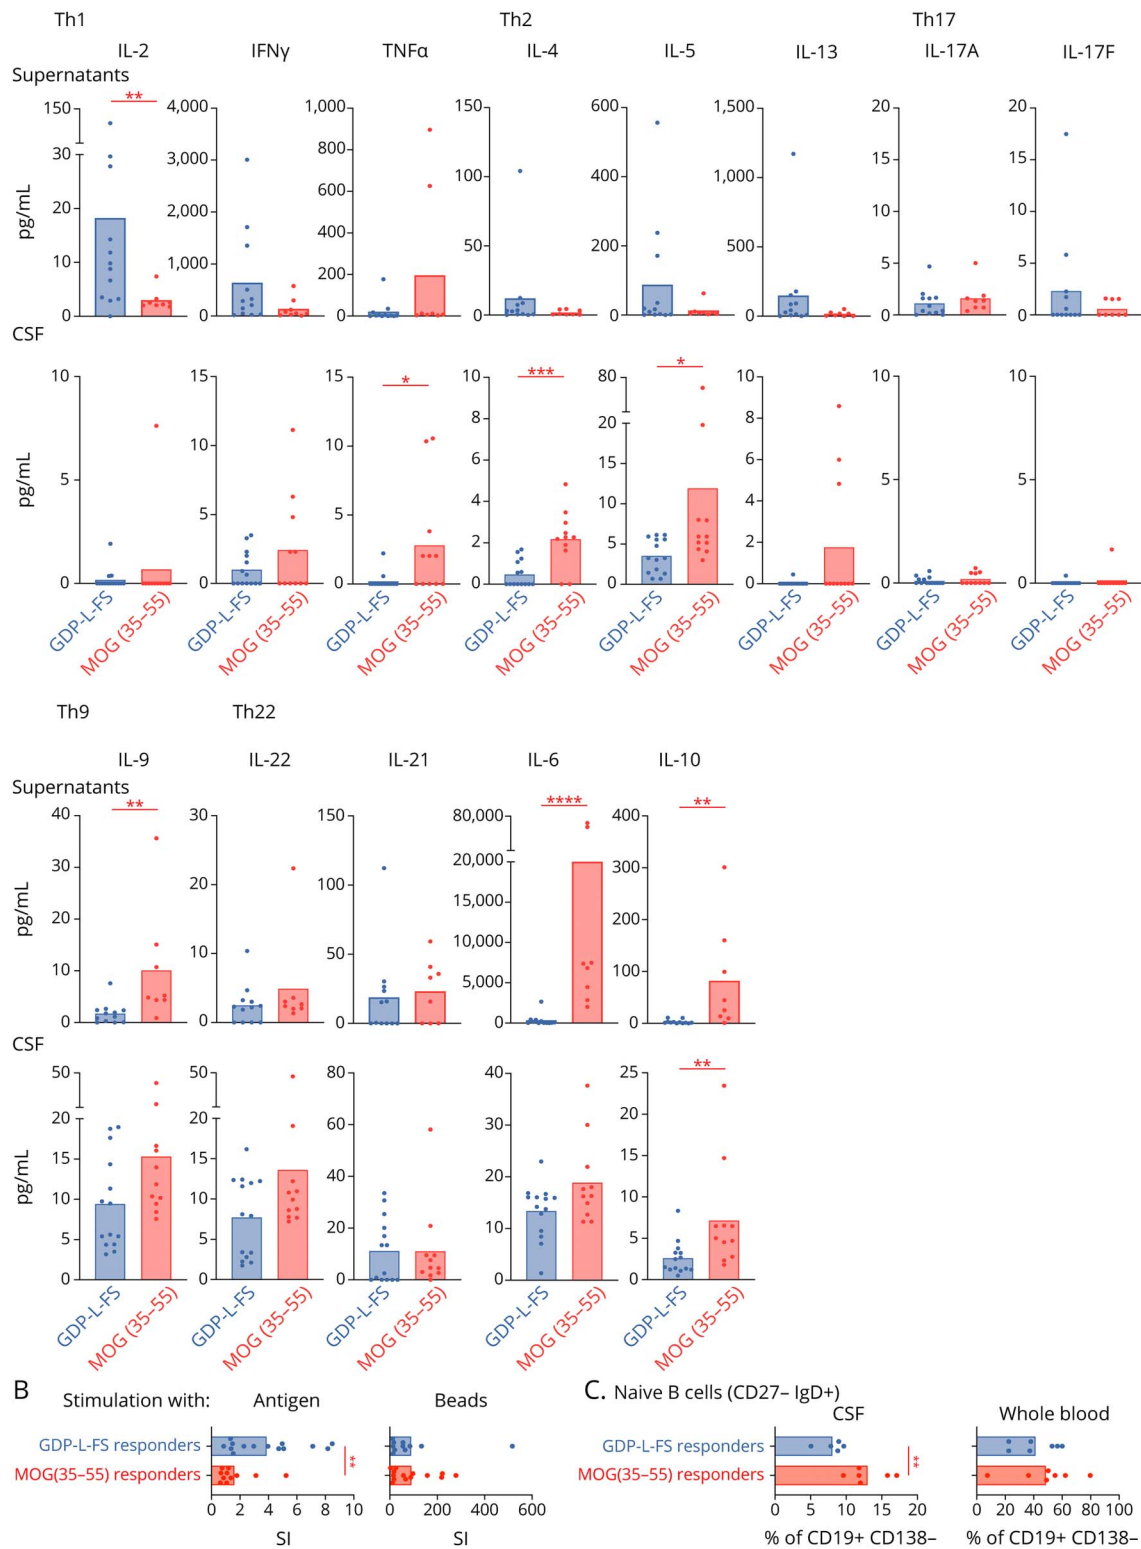 Th1 Th2 Th17
IL-2 IFNγ TNFα IL-4 IL-5 IL-13 IL-17A IL-17F
Supernatants
**
150 4,000 1,000 150 600 1,500 20 20
30 3,000 800 100 400 1,000 15 15
20 2,000 600 50 200 500 10 10
10 1,000 400 0 0 0 5 5
0 0 200 0 0
0
pg/mL
CSF
* *** *
10 15 15 10 80 10 10 10
5 10 10 8 20 8 5 5
0 5 5 6 15 6 0 0
0 0 4 10 4
2 5 2
0 0 0
pg/mL
GDP-L-FS MOG (35–55) GDP-L-FS MOG (35–55) GDP-L-FS MOG (35–55) GDP-L-FS MOG (35–55) GDP-L-FS MOG (35–55) GDP-L-FS MOG (35–55) GDP-L-FS MOG (35–55) GDP-L-FS MOG (35–55)
Th9 Th22
IL-9 IL-22 IL-21 IL-6 IL-10
Supernatants
** **** **
40 30 150 80,000 400
30 20 100 20,000 300
20 10 50 15,000 200
10 0 0 10,000 100
0 5,000 0
0
pg/mL
CSF
**
50 50 80 40 25
20 20 60 30 20
15 15 40 20 15
10 10 20 10 10
5 5 0 0 5
0 0 0
pg/mL
GDP-L-FS MOG (35–55) GDP-L-FS MOG (35–55) GDP-L-FS MOG (35–55) GDP-L-FS MOG (35–55) GDP-L-FS MOG (35–55)
B
Stimulation with: Antigen Beads
GDP-L-FS responders
MOG(35–55) responders
**
0 2 4 6 8 10 0 200 400 600
SI SI
C. Naive B cells (CD27– IgD+)
CSF Whole blood
GDP-L-FS responders
MOG(35–55) responders
**
0 5 10 15 20 0 20 40 60 80 100
% of CD19+ CD138– % of CD19+ CD138–